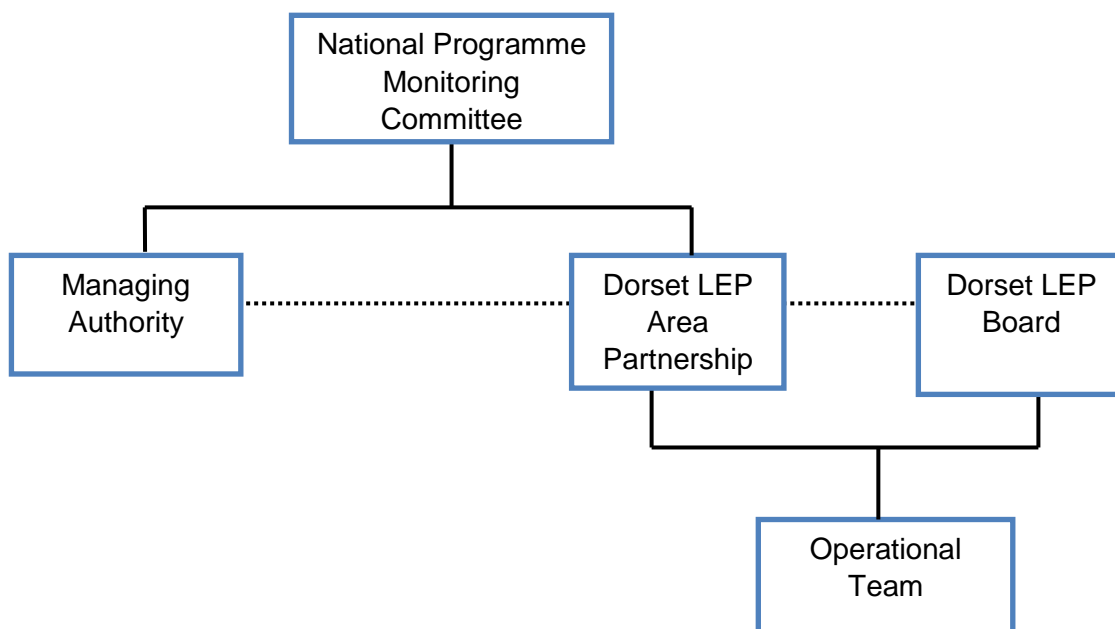 National Programme
Monitoring
Committee
Managing
Authority
Dorset LEP
Area
Partnership
Dorset LEP
Board
Operational
Team